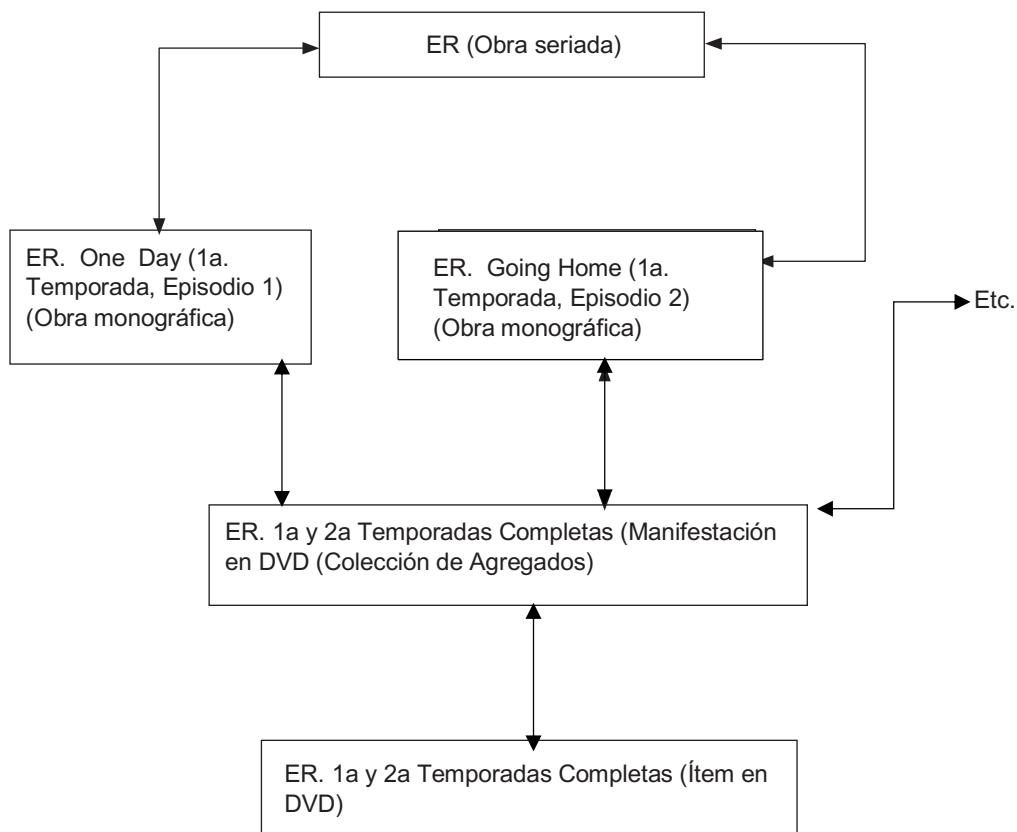 ER (Obra seriada)
ER. One Day (1a.
Temporada, Episodio 1)
(Obra monográfica)
ER. Going Home (1a.
Temporada, Episodio 2)
(Obra monográfica)
Etc.
ER. 1a y 2a Temporadas Completas (Manifestación
en DVD (Colección de Agregados)
ER. 1a y 2a Temporadas Completas (Ítem en
DVD)